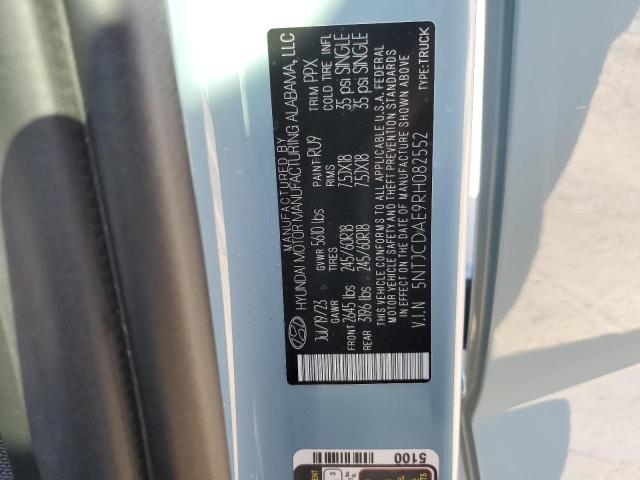 MANUFACTURED BY
HYUNDAI MOTOR MANUFACTURING ALABAMA, LLC
Jul/19/23 PAINT: RU9 TRIM PPX
GVWR 5610 lbs
GAWR TIRES RIMS COLD TIRE INFL
FRONT 2645 lbs 245/60R18 7.5JX18 35 psi SINGLE
REAR 3196 lbs 245/60R18 7.5JX18 35 psi SINGLE
THIS VEHICLE CONFORMS TO ALL APPLICABLE U.S.A. FEDERAL
MOTOR VEHICLE SAFETY AND THEFT PREVENTION STANDARDS
IN EFFECT ON THE DATE OF MANUFACTURE SHOWN ABOVE
V.I.N 5NTJCDAE9RH082552 TYPE: TRUCK
5100